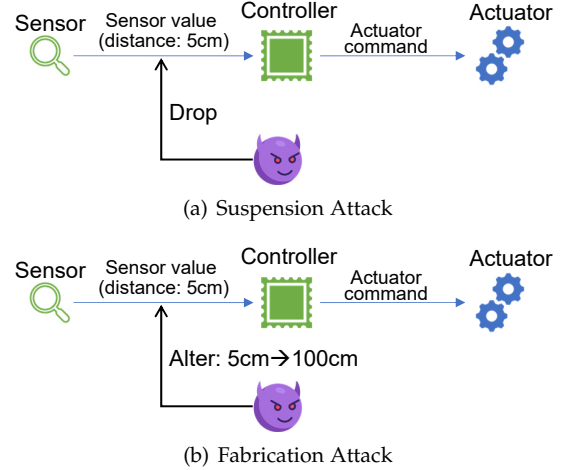 Sensor
Sensor value
(distance: 5cm)
Controller
Actuator
command
Actuator
Drop
(a) Suspension Attack
Sensor
Sensor value
(distance: 5cm)
Controller
Actuator
command
Actuator
Alter: 5cm→100cm
(b) Fabrication Attack